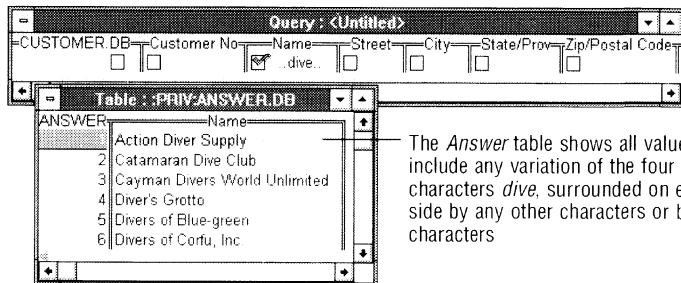 Query : <Untitled>
CUSTOMER.DB Customer No Name Street City State/Prov Zip/Postal Code
..dive..
Table : :PRIV:ANSWER.DB
ANSWER Name
Action Diver Supply
2 Catamaran Dive Club
3 Cayman Divers World Unlimited
4 Diver's Grotto
5 Divers of Blue-green
6 Divers of Corfu, Inc.
The Answer table shows all value
include any variation of the four
characters dive, surrounded on e
side by any other characters or b
characters